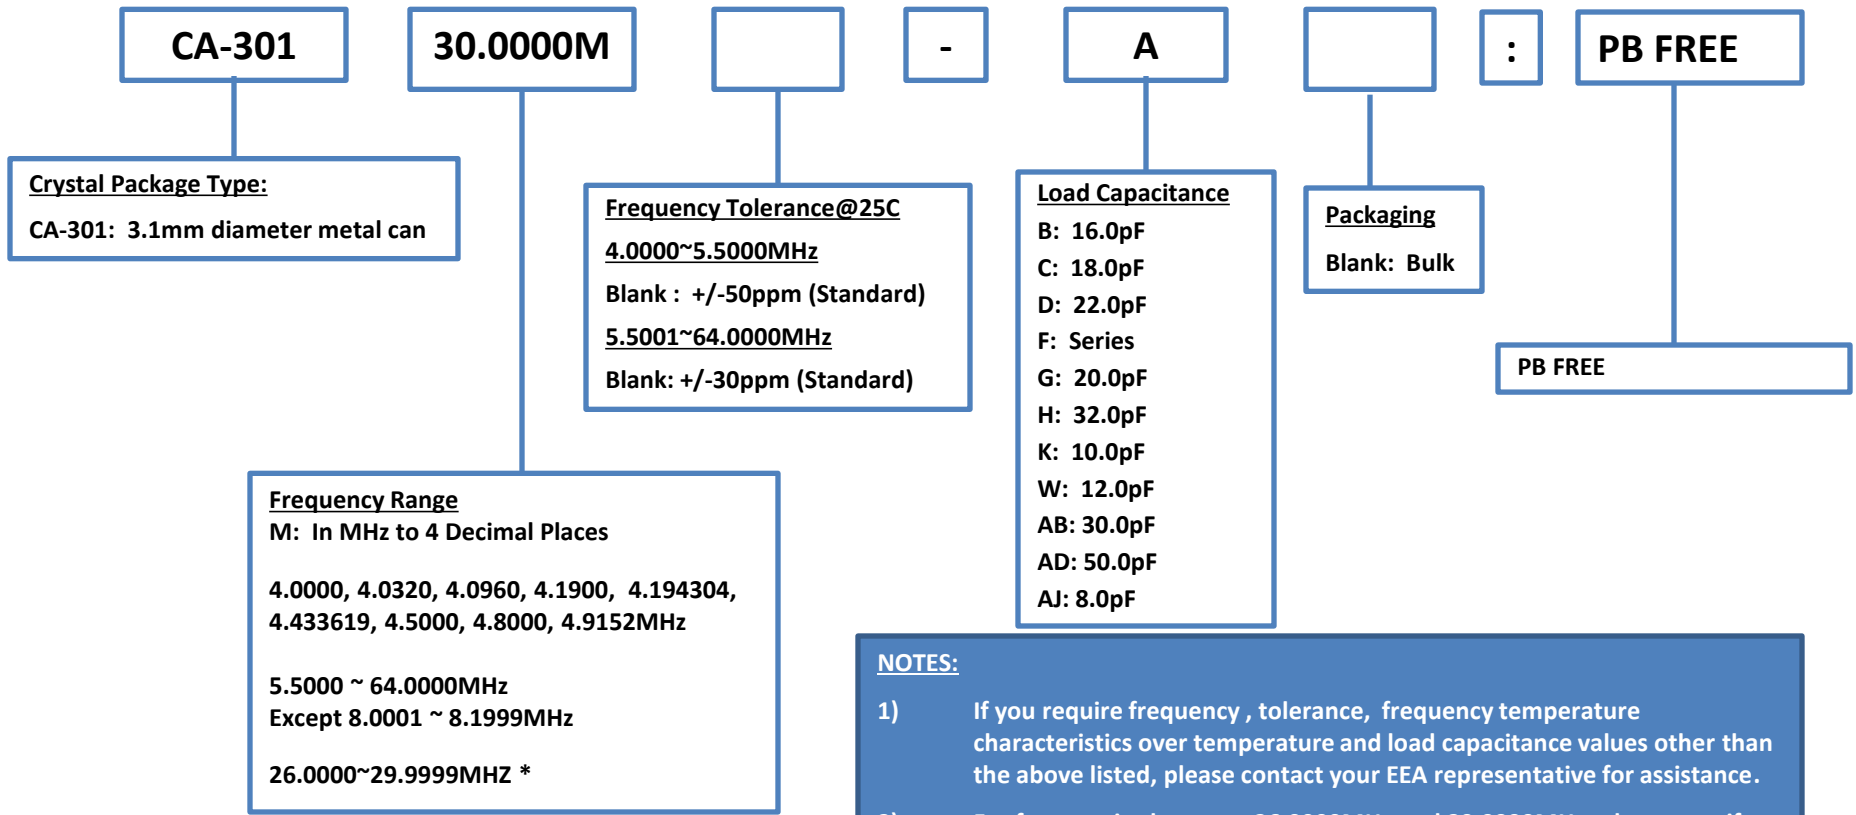 CA-301 30.0000M - A : PB FREE
Crystal Package Type:
CA-301: 3.1mm diameter metal can
Frequency Tolerance@25C
4.0000~5.5000MHz
Blank : +/-50ppm (Standard)
5.5001~64.0000MHz
Blank: +/-30ppm (Standard)
Load Capacitance
B: 16.0pF
C: 18.0pF
D: 22.0pF
F: Series
G: 20.0pF
H: 32.0pF
K: 10.0pF
W: 12.0pF
AB: 30.0pF
AD: 50.0pF
AJ: 8.0pF
Packaging
Blank: Bulk
PB FREE
Frequency Range
M: In MHz to 4 Decimal Places
4.0000, 4.0320, 4.0960, 4.1900, 4.194304,
4.433619, 4.5000, 4.8000, 4.9152MHz
5.5000 ~ 64.0000MHz
Except 8.0001 ~ 8.1999MHz
26.0000~29.9999MHZ *
NOTES:
1) If you require frequency , tolerance, frequency temperature
characteristics over temperature and load capacitance values other than
the above listed, please contact your EEA representative for assistance.